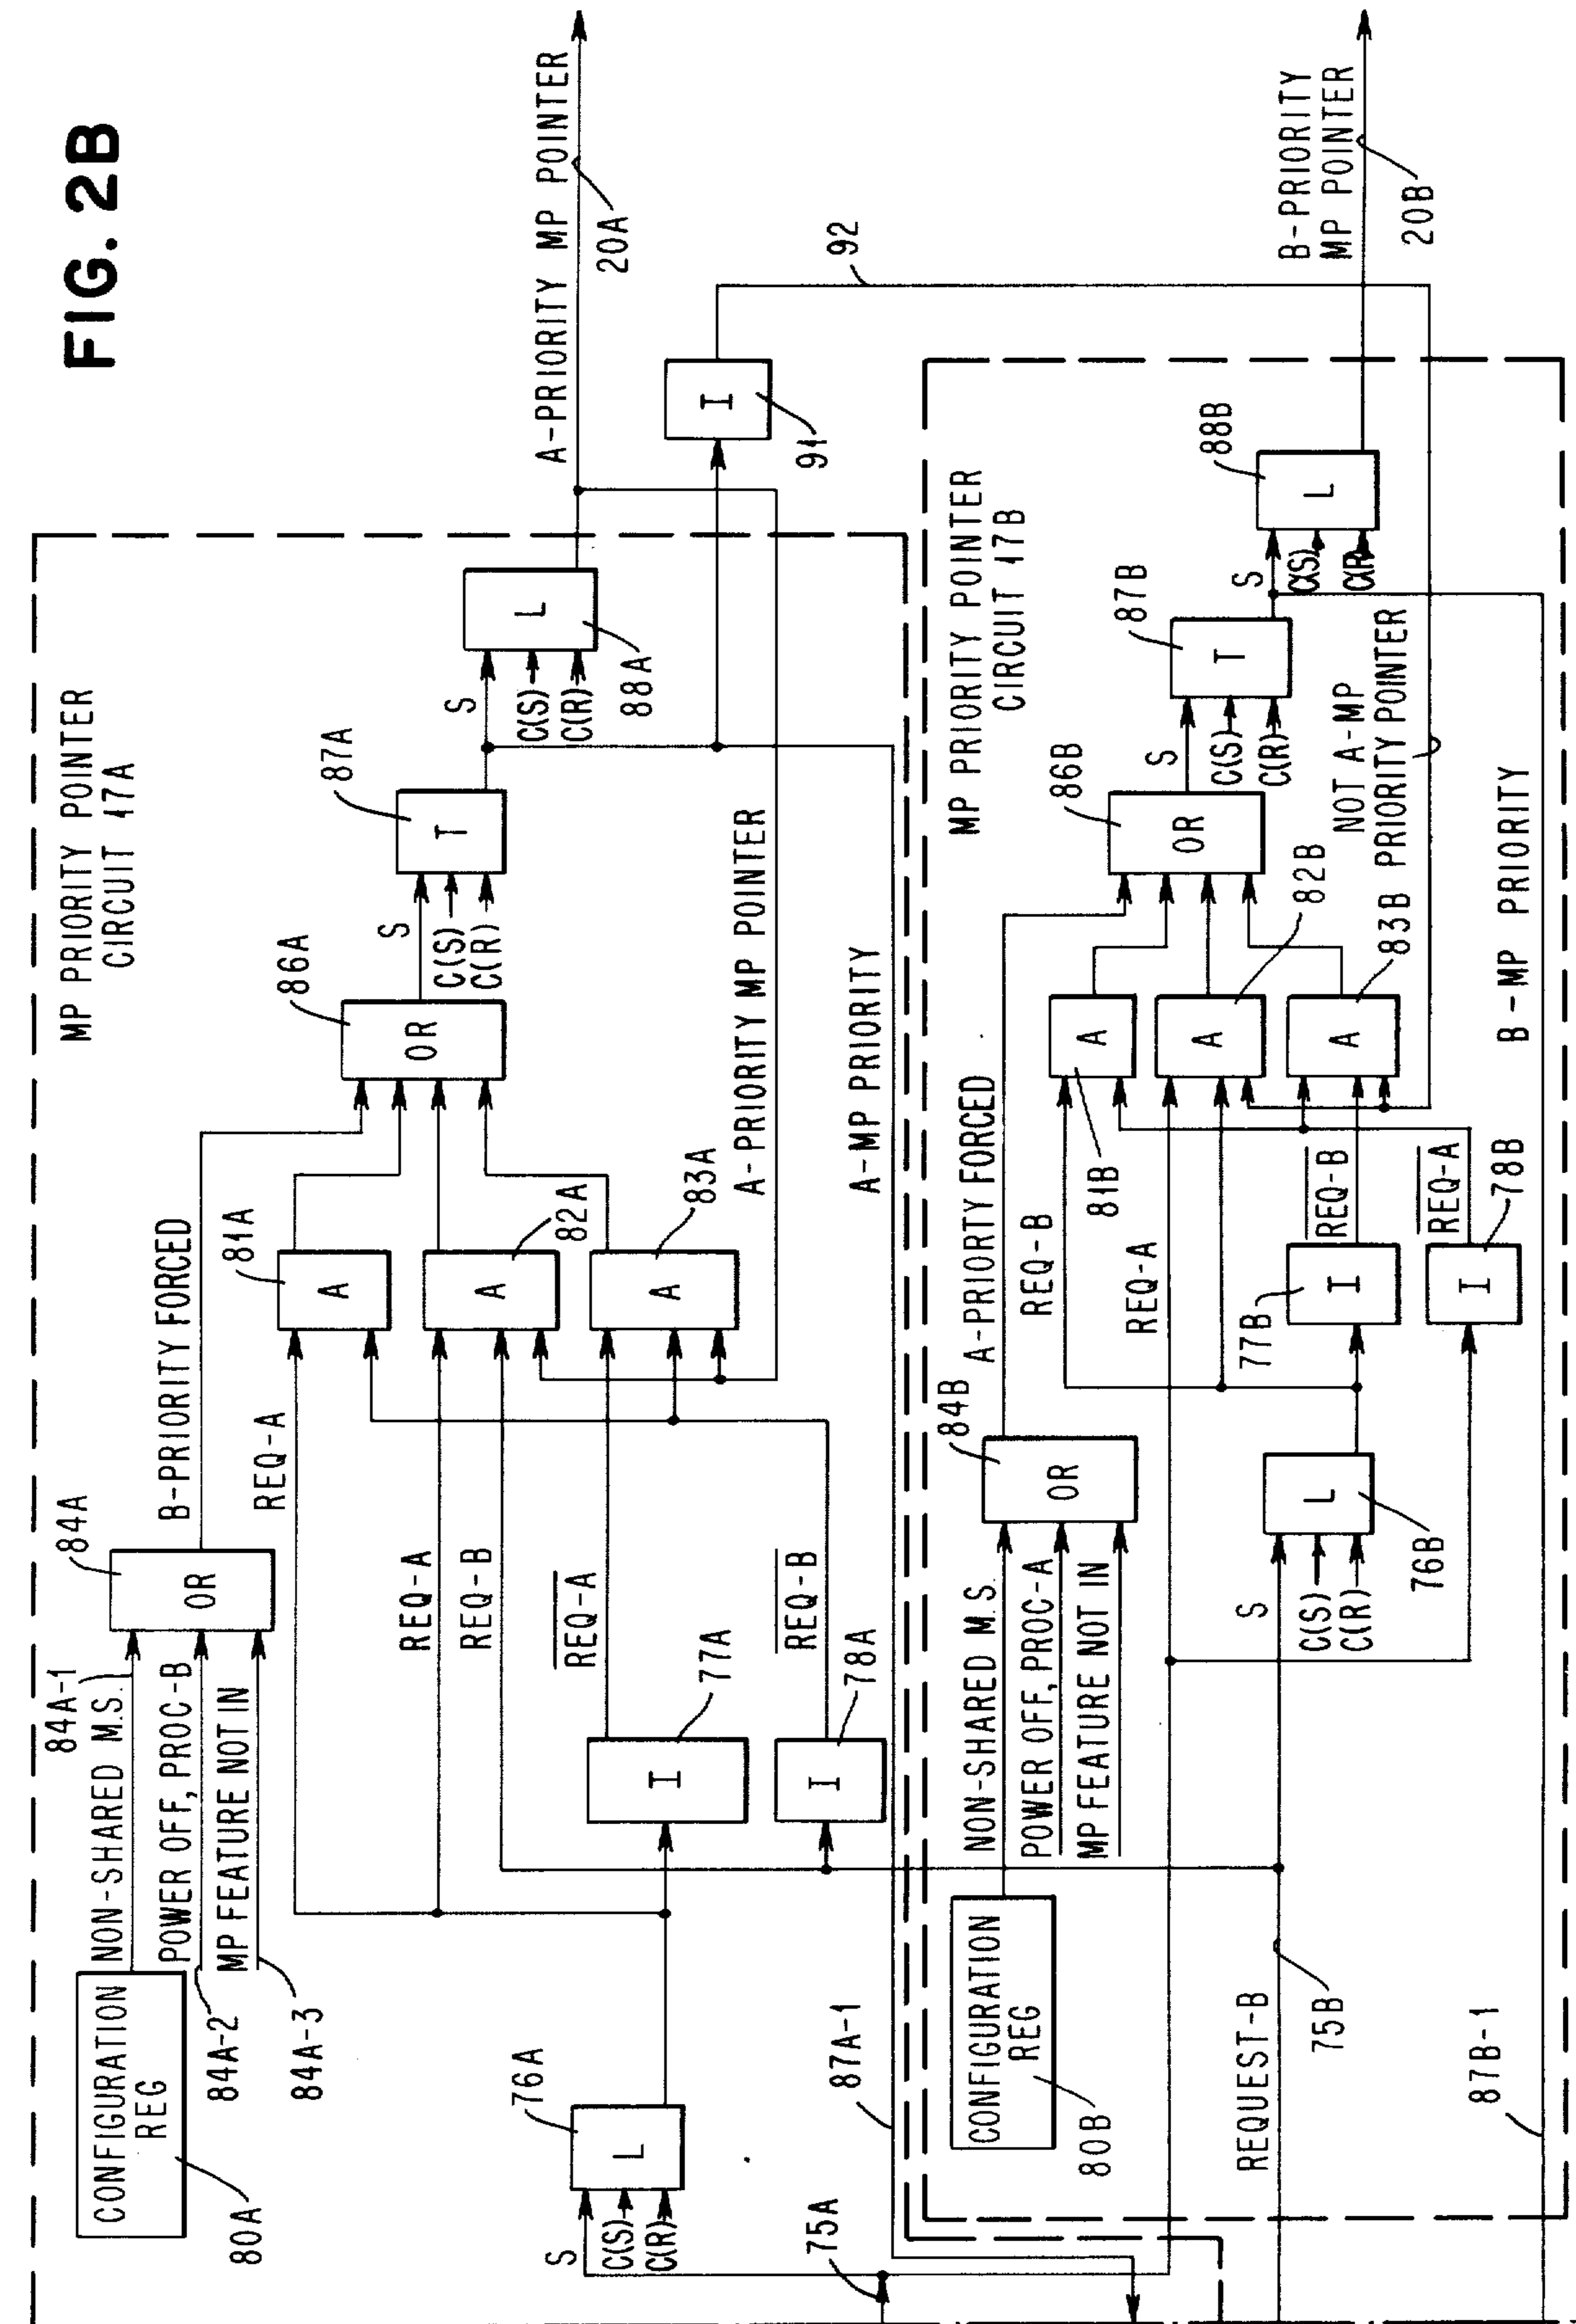 FIG. 2B
MP PRIORITY POINTER
CIRCUIT 47A
CONFIGURATION
REG
80A
NON-SHARED M.S.
84A-1
POWER OFF, PROC-B
84A-2
MP FEATURE NOT IN
84A-3
84A
OR
B-PRIORITY FORCED
REQ-A
81A
A
REQ-A
REQ-B
82A
A
REQ-A
83A
A
REQ-B
77A
I
78A
I
76A
L
S
C(S)
C(R)
75A
86A
OR
S
C(S)
C(R)
87A
T
S
C(S)
C(R)
L
88A
A-PRIORITY MP POINTER
20A
A-PRIORITY MP POINTER
A-MP PRIORITY
87A-1
I
91
92
MP PRIORITY POINTER
CIRCUIT 47B
CONFIGURATION
REG
80B
NON-SHARED M.S.
POWER OFF, PROC-A
MP FEATURE NOT IN
84B
OR
A-PRIORITY FORCED
REQ-B
81B
A
REQ-A
82B
A
83B
A
77B
I
REQ-B
78B
I
REQ-A
76B
L
S
C(S)
C(R)
REQUEST-B
75B
86B
OR
S
C(S)
C(R)
87B
T
S
C(S)
C(R)
88B
L
NOT A-MP
PRIORITY POINTER
B-MP PRIORITY
87B-1
B-PRIORITY
MP POINTER
20B